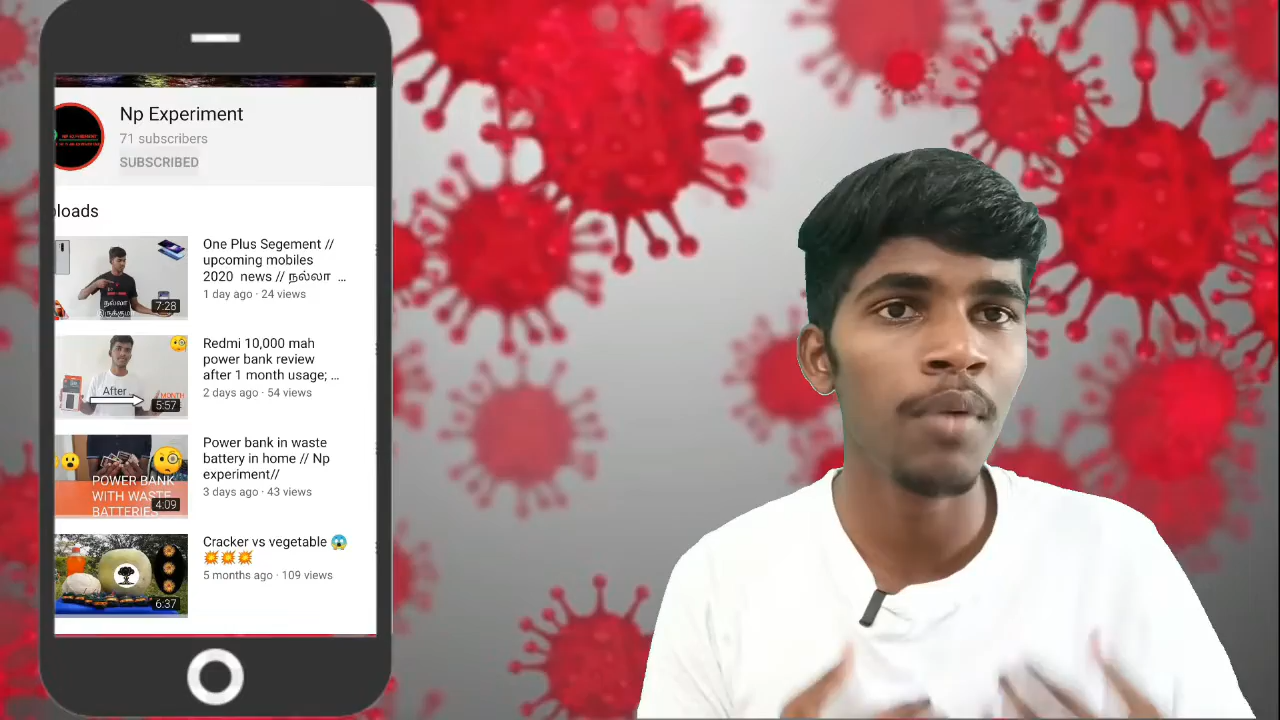 Np Experiment
71 subscribers
SUBSCRIBED
loads
One Plus Segement //
upcoming mobiles
2020 news // நல்லா ...
1 day ago · 24 views
நல்லா
7:28
Redmi 10,000 mah
power bank review
after 1 month usage; ...
2 days ago · 54 views
After
MONTH
5:57
Power bank in waste
battery in home // Np
experiment//
3 days ago · 43 views
POWER BANK
WITH WASTE
BATTERIES
4:09
Cracker vs vegetable 😱
💥💥💥
5 months ago · 109 views
6:37